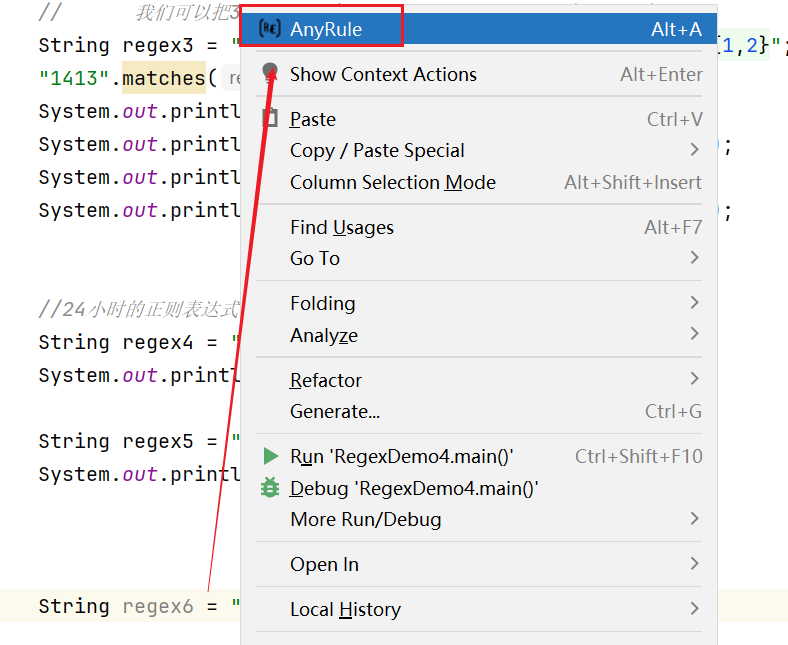 // 我们可以把3
String regex3 = "
{1,2}";
"1413".matches( re
System.out.printl
System.out.printl
);
System.out.printl
System.out.printl
);
//24小时的正则表达式
String regex4 = "
System.out.printl
String regex5 = "
System.out.printl
String regex6 = "
AnyRule Alt+A
Show Context Actions Alt+Enter
Paste Ctrl+V
Copy / Paste Special
Column Selection Mode Alt+Shift+Insert
Find Usages Alt+F7
Go To
Folding
Analyze
Refactor
Generate... Ctrl+G
Run 'RegexDemo4.main()' Ctrl+Shift+F10
Debug 'RegexDemo4.main()'
More Run/Debug
Open In
Local History